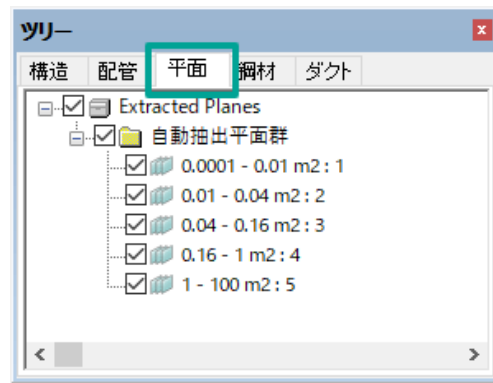 ツリー
構造 配管 平面 鋼材 ダクト
Extracted Planes
自動抽出平面群
0.0001 - 0.01 m2 : 1
0.01 - 0.04 m2 : 2
0.04 - 0.16 m2 : 3
0.16 - 1 m2 : 4
1 - 100 m2 : 5